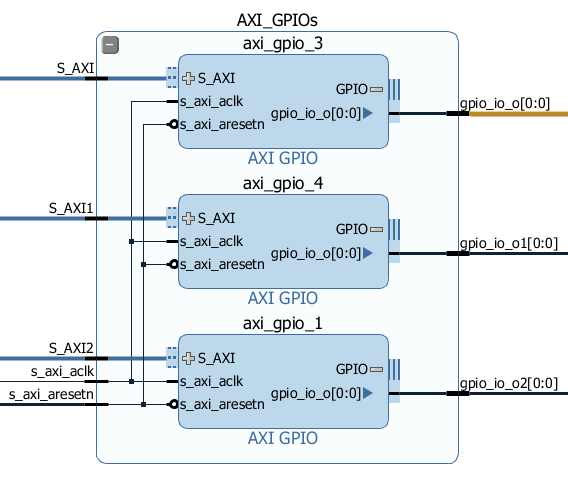 AXI_GPIOs
axi_gpio_3
S_AXI
S_AXI
GPIO
s_axi_aclk
gpio_io_o[0:0]
gpio_io_o[0:0]
s_axi_aresetn
AXI GPIO
axi_gpio_4
S_AXI1
S_AXI
GPIO
s_axi_aclk
gpio_io_o[0:0]
gpio_io_o1[0:0]
s_axi_aresetn
AXI GPIO
axi_gpio_1
S_AXI2
S_AXI
GPIO
s_axi_aclk
s_axi_aclk
gpio_io_o[0:0]
gpio_io_o2[0:0]
s_axi_aresetn
s_axi_aresetn
AXI GPIO